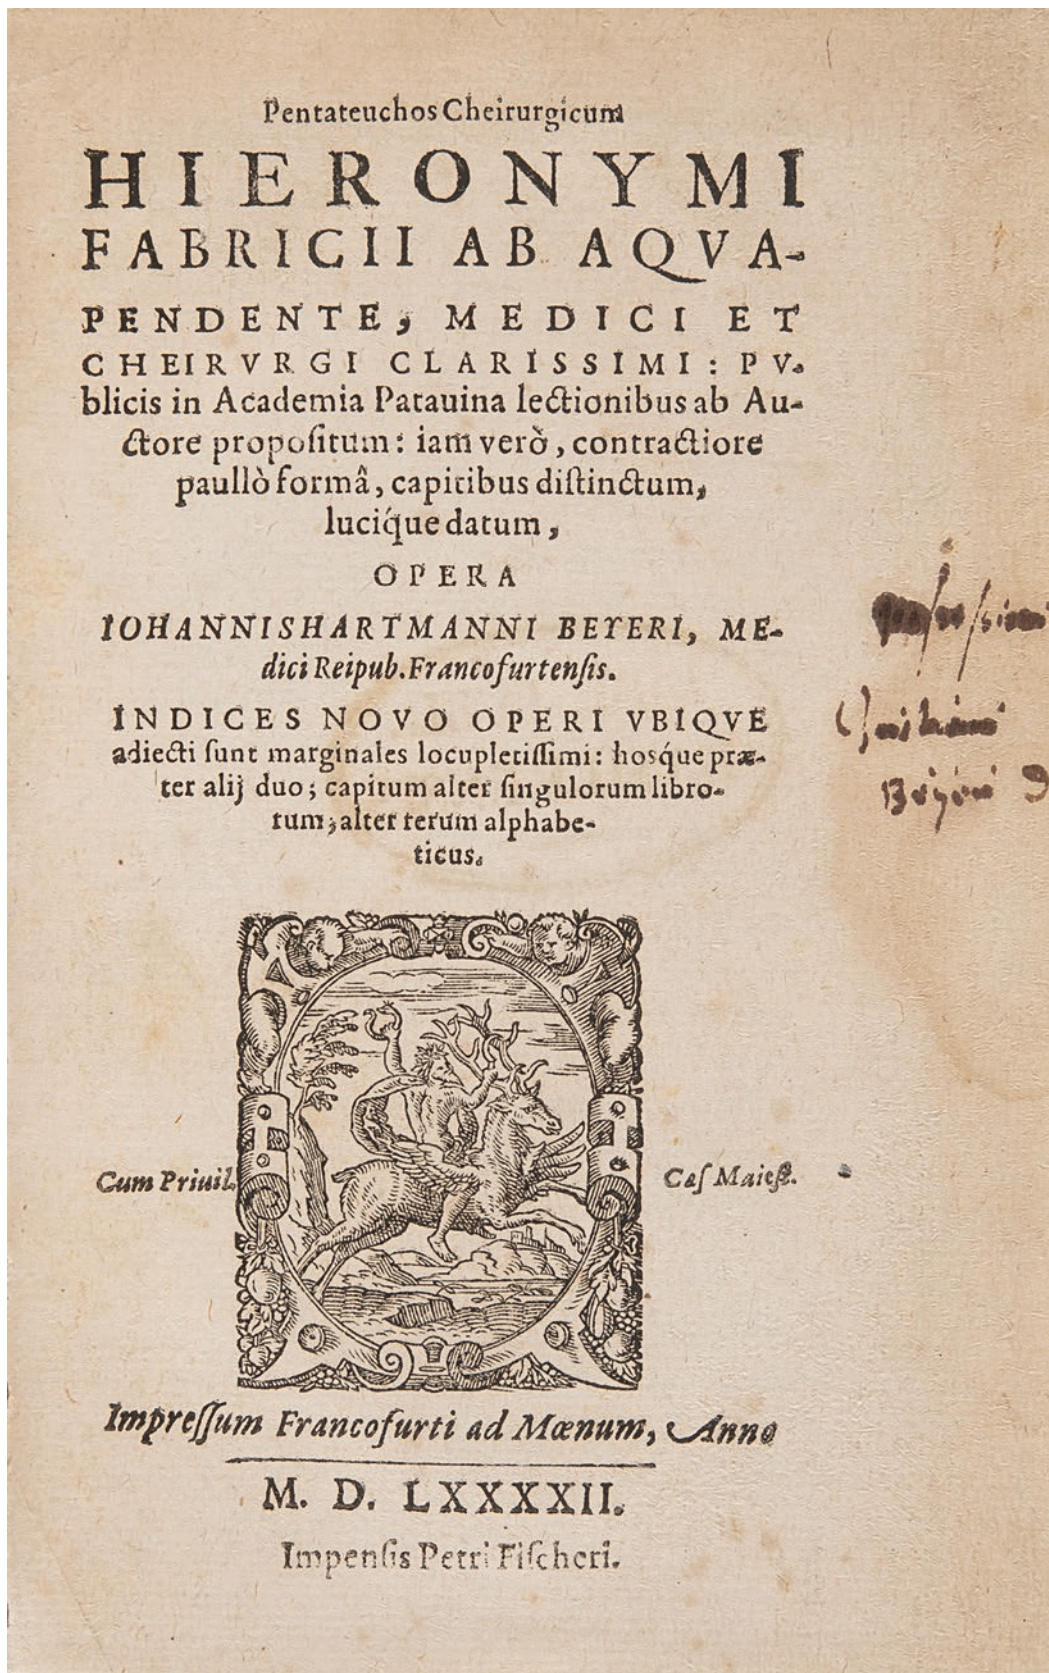 Pentateuchos Cheirurgicum
HIERONYMI
FABRICII AB AQVA-
PENDENTE, MEDICI ET
CHEIRVRGI CLARISSIMI: PV-
blicis in Academia Patauina lectionibus ab Au-
ctore propoſitum: iam verò, contractiore
paullò formâ, capitibus diſtinctum,
lucíque datum,
OPERA
IOHANNIS HARTMANNI BEYERI, ME-
dici Reipub. Francofurtenſis.
INDICES NOVO OPERI VBIQVE
adiecti ſunt marginales locupletiſſimi: hoſque præ-
ter alij duo; capitum alter ſingulorum libro-
rum; alter rerum alphabe-
ticus.
Cum Priuil.
Cæſ Maieſt.
Impreſſum Francofurti ad Mœnum, Anno
M. D. LXXXXII.
Impenſis Petri Fiſcheri.